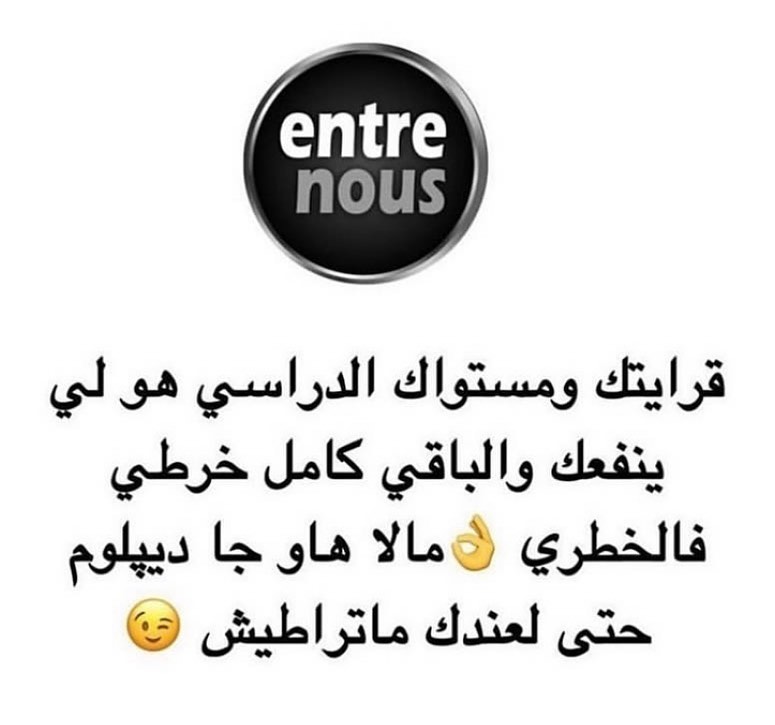 entre
nous
قرايتك ومستواك الدراسي هو لي
ينفعك والباقي كامل خرطي
فالخطري 👌مالا هاو جا ديپلوم
حتى لعندك ماتراطيش 😉